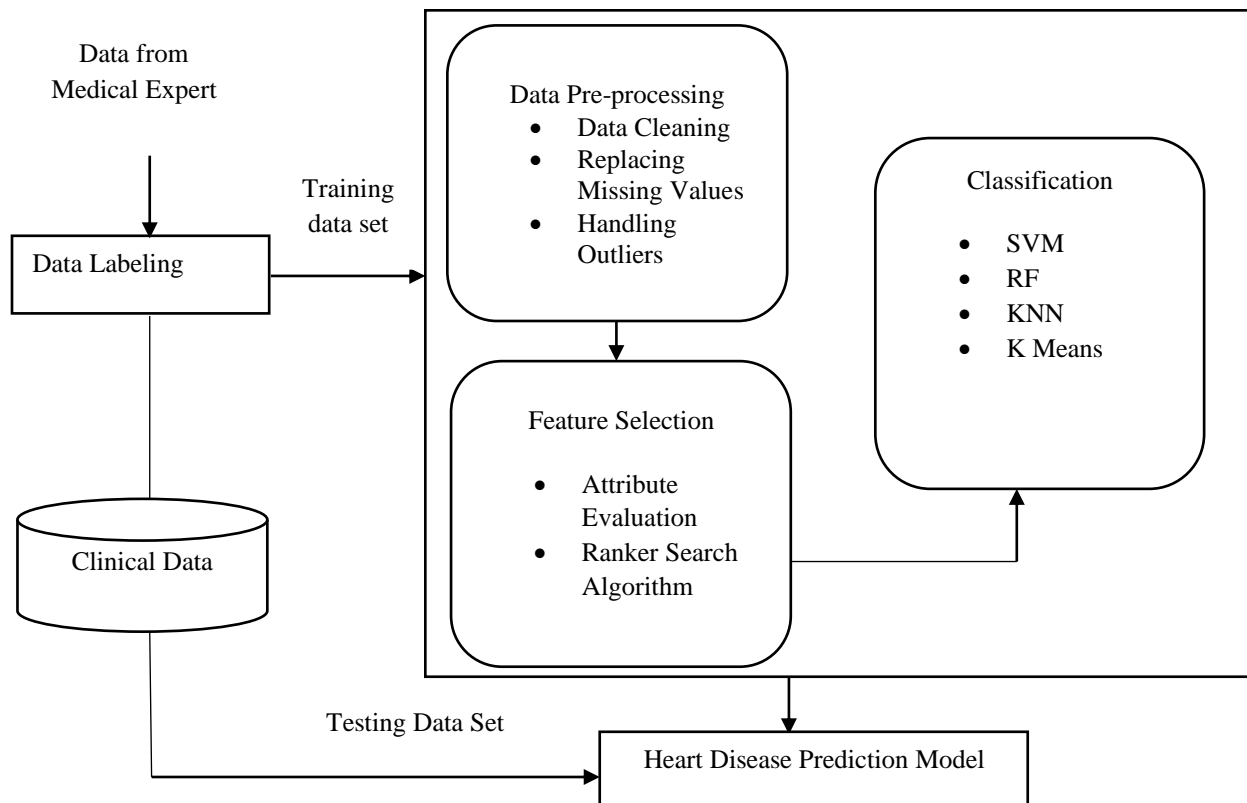 Data from
Medical Expert
Data Labeling
Training
data set
Data Pre-processing
• Data Cleaning
• Replacing
Missing Values
• Handling
Outliers
Feature Selection
• Attribute
Evaluation
• Ranker Search
Algorithm
Classification
• SVM
• RF
• KNN
• K Means
Clinical Data
Testing Data Set
Heart Disease Prediction Model